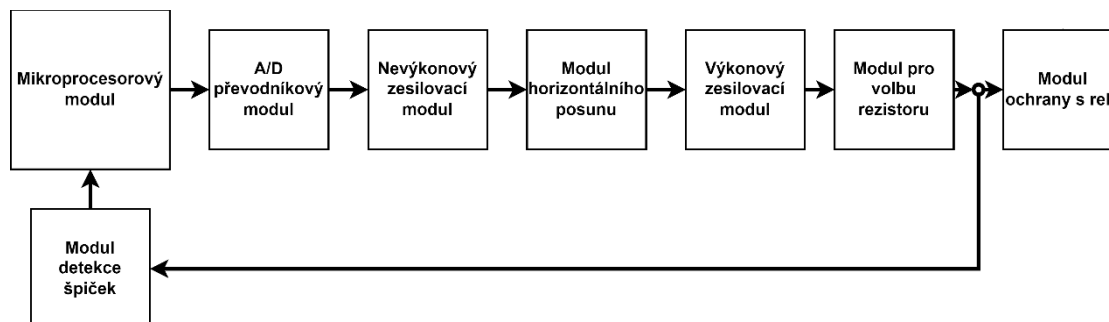 Mikroprocesorový
modul
A/D
převodníkový
modul
Nevýkonový
zesilovací
modul
Modul
horizontálního
posunu
Výkonový
zesilovací
modul
Modul pro
volbu
rezistoru
Modul
ochrany s
Modul
detekce
špiček